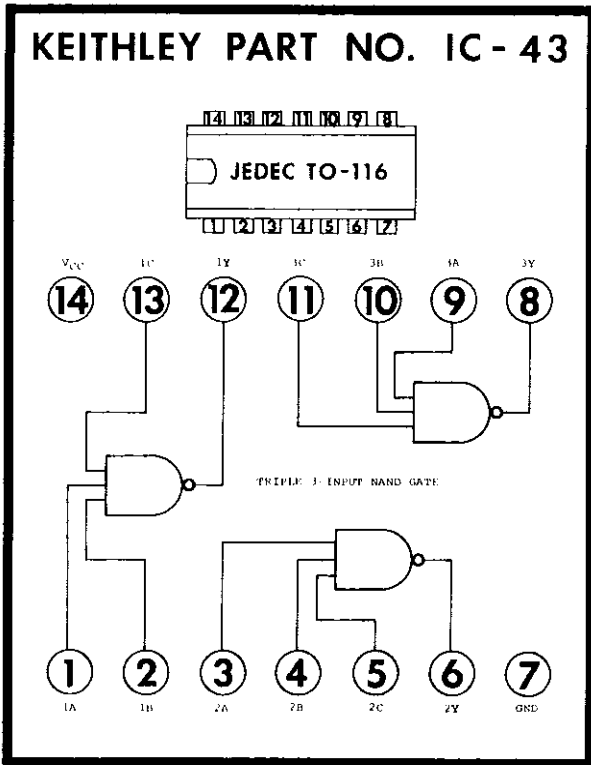 KEITHLEY PART NO. IC-43
14 13 12 11 10 9 8
JEDEC TO-116
1 2 3 4 5 6 7
VCC 1C 1Y 3C 3B 3A 3Y
14 13 12 11 10 9 8
TRIPLE 3-INPUT NAND GATE
1 2 3 4 5 6 7
1A 1B 2A 2B 2C 2Y GND